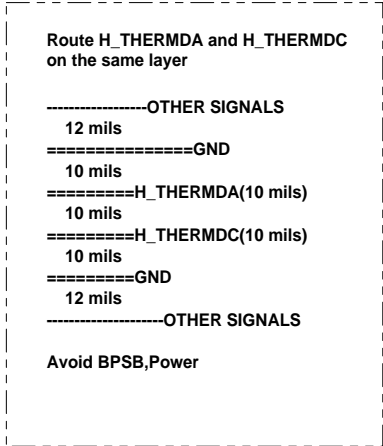 Route H_THERMDA and H_THERMDC
on the same layer
------------------OTHER SIGNALS
12 mils
===============GND
10 mils
=========H_THERMDA(10 mils)
10 mils
=========H_THERMDC(10 mils)
10 mils
=========GND
12 mils
---------------------OTHER SIGNALS
Avoid BPSB,Power